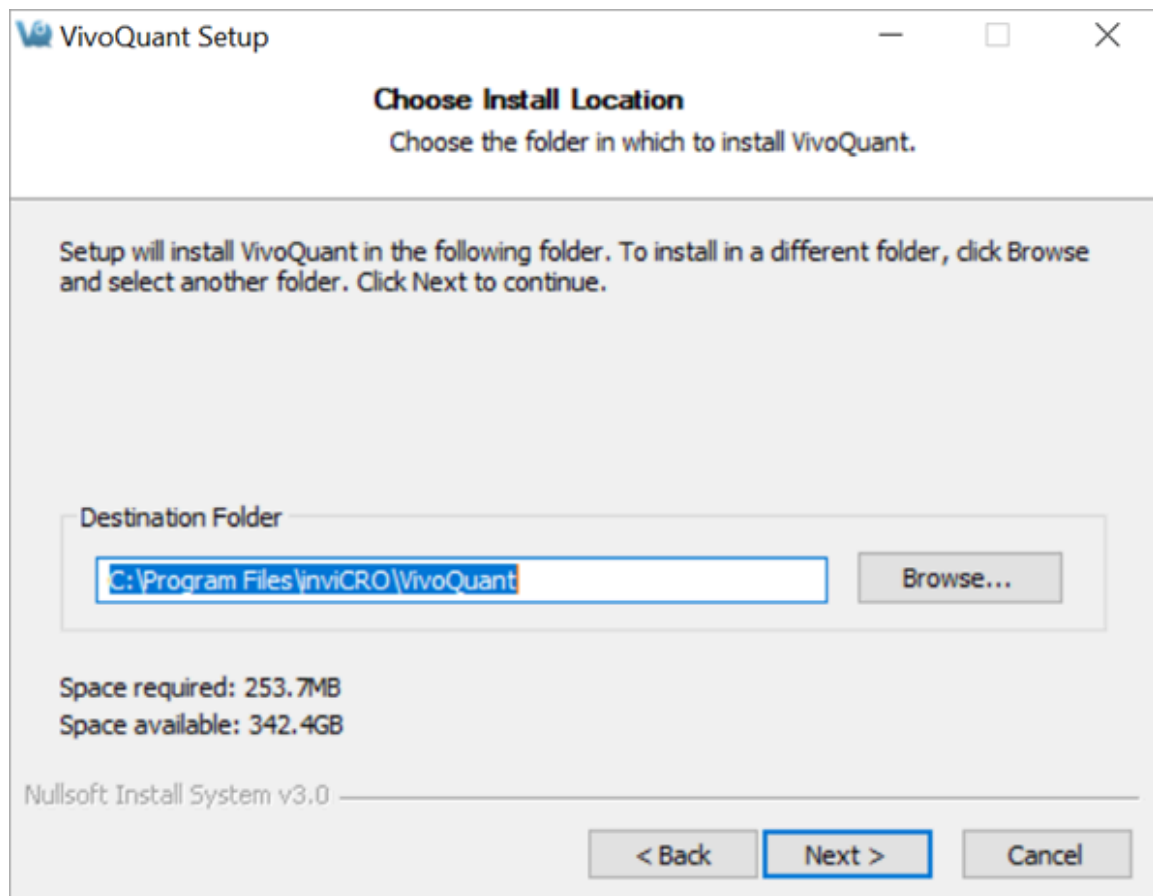 VivoQuant Setup
Choose Install Location
Choose the folder in which to install VivoQuant.
Setup will install VivoQuant in the following folder. To install in a different folder, click Browse
and select another folder. Click Next to continue.
Destination Folder
C:\Program Files\inviCRO\VivoQuant
Browse...
Space required: 253.7MB
Space available: 342.4GB
Nullsoft Install System v3.0
< Back
Next >
Cancel